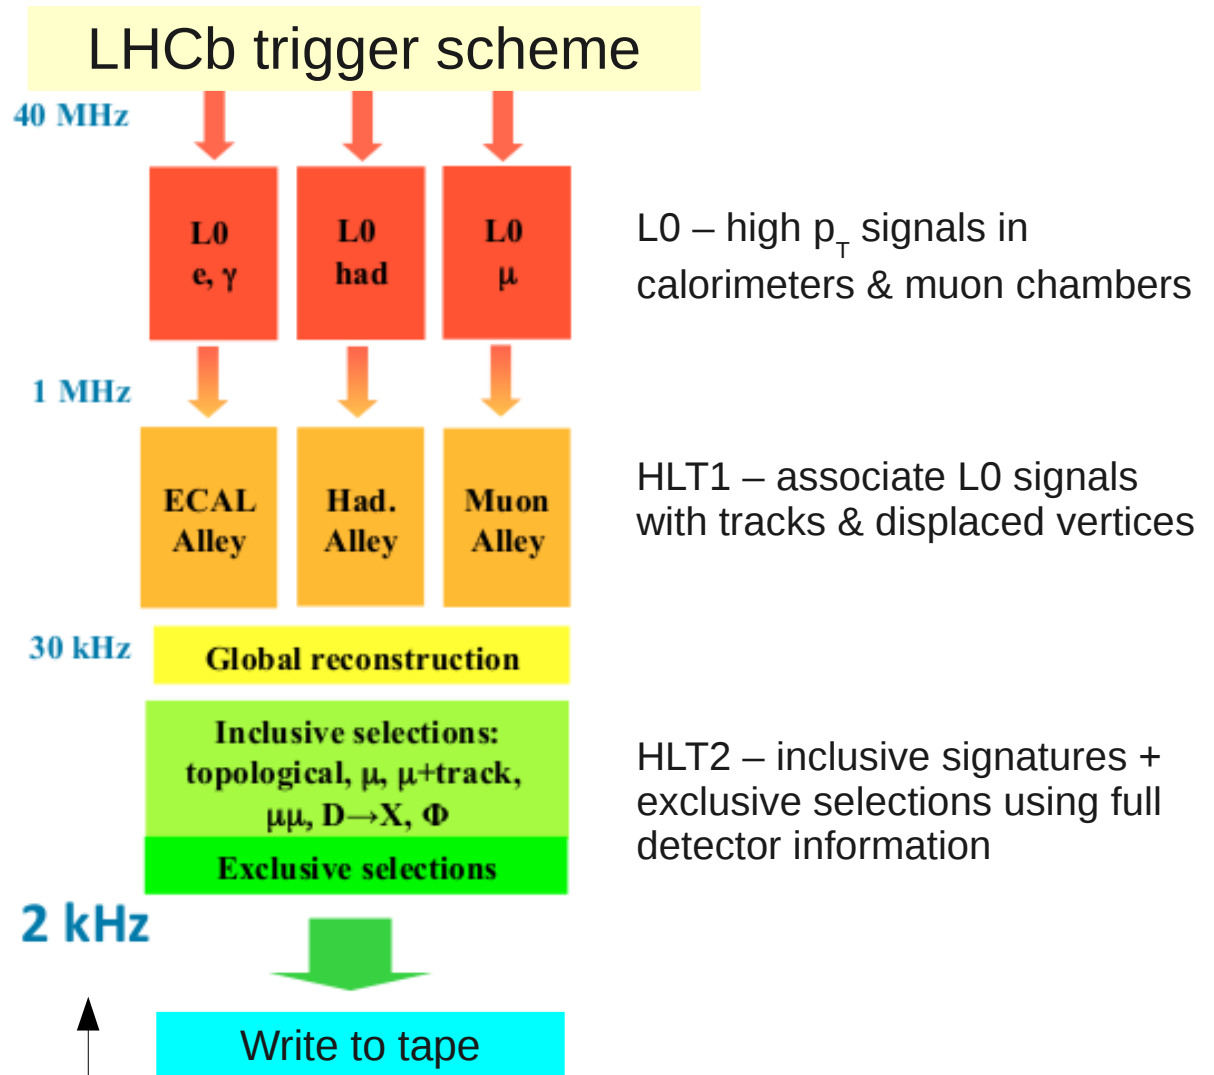 LHCb trigger scheme
40 MHz
L0
e, γ
L0
had
L0
μ
L0 – high pT signals in
calorimeters & muon chambers
1 MHz
ECAL
Alley
Had.
Alley
Muon
Alley
HLT1 – associate L0 signals
with tracks & displaced vertices
30 kHz
Global reconstruction
Inclusive selections:
topological, μ, μ+track,
μμ, D→X, Φ
Exclusive selections
HLT2 – inclusive signatures +
exclusive selections using full
detector information
2 kHz
Write to tape